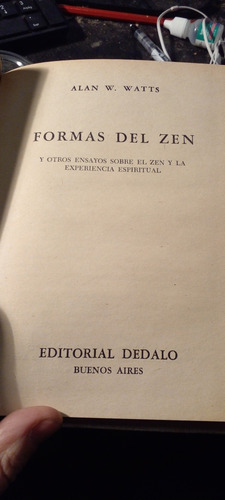 ALAN W. WATTS
FORMAS DEL ZEN
Y OTROS ENSAYOS SOBRE EL ZEN Y LA
EXPERIENCIA ESPIRITUAL
EDITORIAL DEDALO
BUENOS AIRES